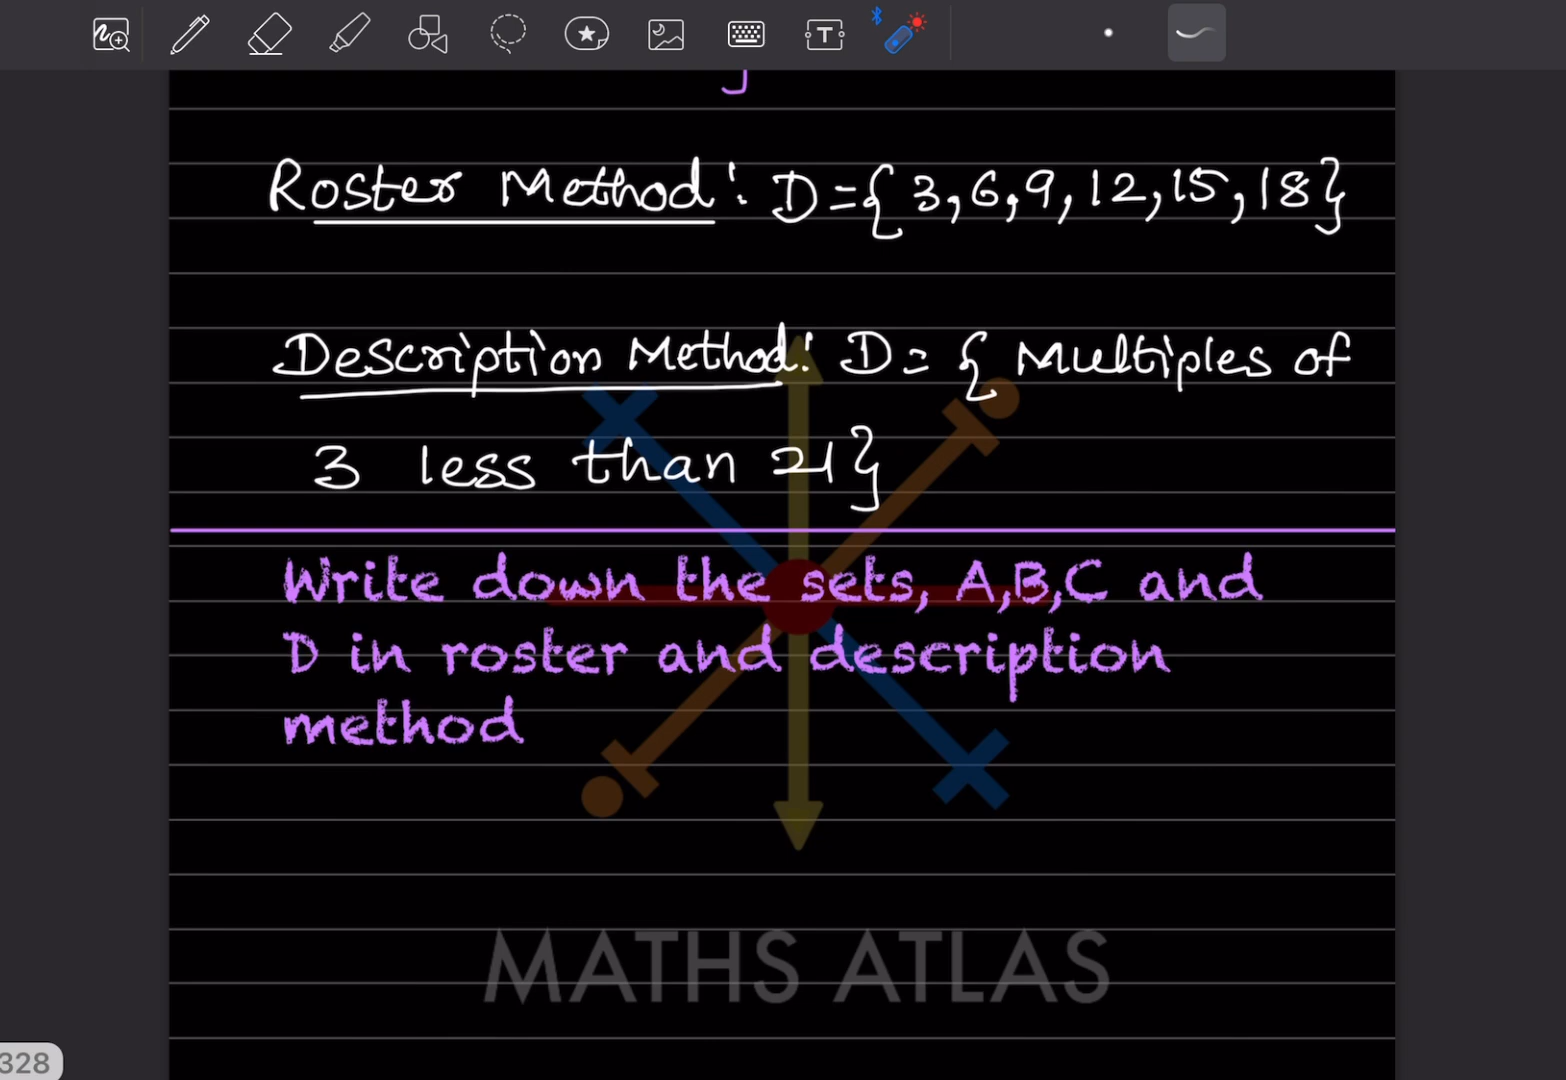 Roster Method: D={3,6,9,12,15,18}
Description Method: D= {Multiples of
3 less than 21}
Write down the sets, A,B,C and
D in roster and description
method
MATHS ATLAS
328